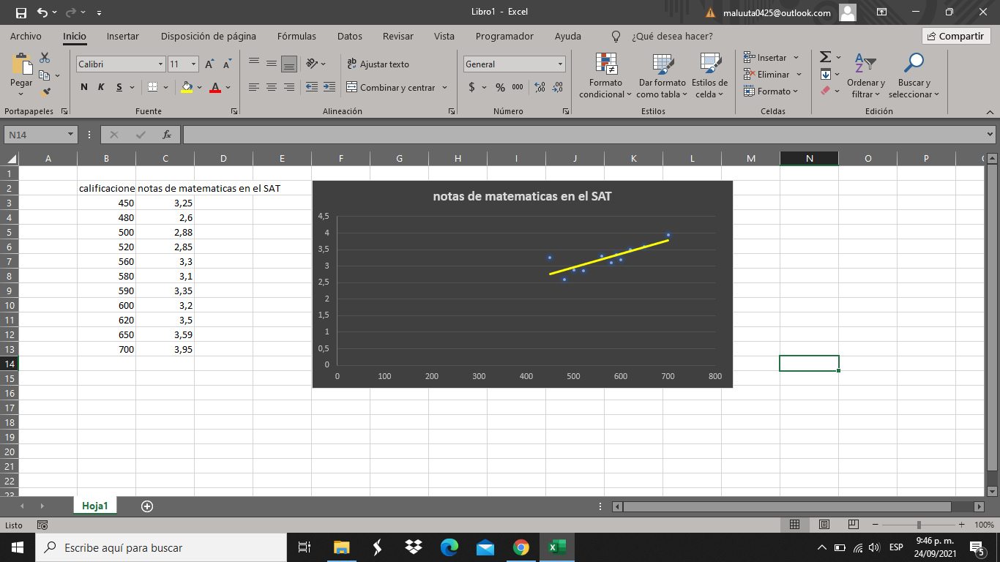 Libro1 - Excel
maluuta0425@outlook.com
Archivo Inicio Insertar Disposición de página Fórmulas Datos Revisar Vista Programador Ayuda ¿Qué desea hacer? Compartir
Pegar
Portapapeles
Calibri 11
N K S
Fuente
Ajustar texto
Combinar y centrar
Alineación
General
$ % 000
Número
Formato condicional
Dar formato como tabla
Estilos de celda
Estilos
Insertar
Eliminar
Formato
Celdas
Ordenar y filtrar
Buscar y seleccionar
Edición
N14
fx
A B C D E F G H I J K L M N O P
1
2 calificacione notas de matematicas en el SAT
3 450 3,25
4 480 2,6
5 500 2,88
6 520 2,85
7 560 3,3
8 580 3,1
9 590 3,35
10 600 3,2
11 620 3,5
12 650 3,59
13 700 3,95
14
15
16
17
18
19
20
21
22
23
notas de matematicas en el SAT
4,5
4
3,5
3
2,5
2
1,5
1
0,5
0
0 100 200 300 400 500 600 700 800
Hoja1
Listo
100%
Escribe aquí para buscar
ESP
9:46 p. m.
24/09/2021
5